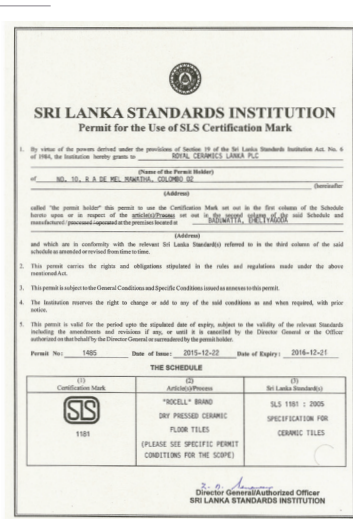 SRI LANKA STANDARDS INSTITUTION
Permit for the Use of SLS Certification Mark
1. By virtue of the powers derived under the provisions of Section 19 of the Sri Lanka Standards Institution Act. No. 6
of 1984, the Institution hereby grants to ROYAL CERAMICS LANKA PLC
(Name of the Permit Holder)
of NO. 10, R A DE MEL MAWATHA, COLOMBO 02
(hereinafter
(Address)
called "the permit holder" this permit to use the Certification Mark set out in the first column of the Schedule
hereto upon or in respect of the article(s)/Process set out in the second column of the said Schedule and
manufactured / processed / operated at the premises located at DADUWATTA, EHELIYAGODA
(Address)
and which are in conformity with the relevant Sri Lanka Standard(s) referred to in the third column of the said
schedule as amended or revised from time to time.
2. This permit carries the rights and obligations stipulated in the rules and regulations made under the above
mentioned Act.
3. This permit is subject to the General Conditions and Specific Conditions issued as annexes to this permit.
4. The Institution reserves the right to change or add to any of the said conditions as and when required, with prior
notice.
5. This permit is valid for the period upto the stipulated date of expiry, subject to the validity of the relevant Standards
including the amendments and revisions if any, or until it is cancelled by the Director General or the Officer
authorized on that behalf by the Director General or surrendered by the permit holder.
Permit No: 1485 Date of Issue: 2015-12-22 Date of Expiry: 2016-12-21
THE SCHEDULE
(1) (2) (3)
Certification Mark Article(s)/Process Sri Lanka Standard(s)
SLS
1181
"ROCELL" BRAND
DRY PRESSED CERAMIC
FLOOR TILES
(PLEASE SEE SPECIFIC PERMIT
CONDITIONS FOR THE SCOPE)
SLS 1181 : 2005
SPECIFICATION FOR
CERAMIC TILES
Director General/Authorized Officer
SRI LANKA STANDARDS INSTITUTION